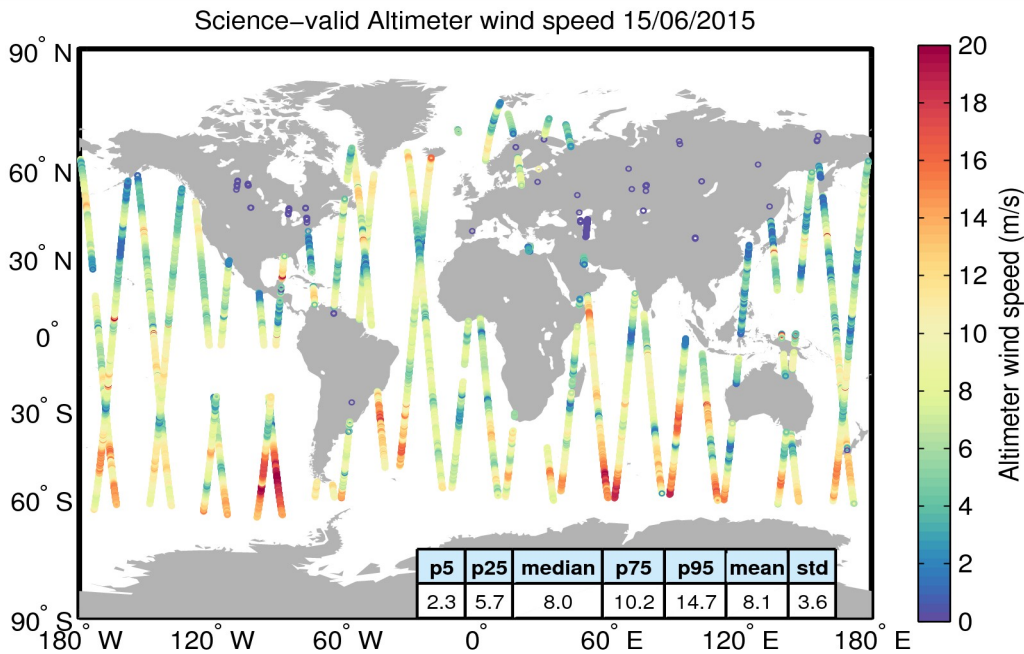 Science−valid Altimeter wind speed 15/06/2015
90° N
60° N
30° N
0°
30° S
60° S
90° S
180° W
120° W
60° W
0°
60° E
120° E
180° E
p5 p25 median p75 p95 mean std
2.3 5.7 8.0 10.2 14.7 8.1 3.6
20
18
16
14
12
10
8
6
4
2
0
Altimeter wind speed (m/s)